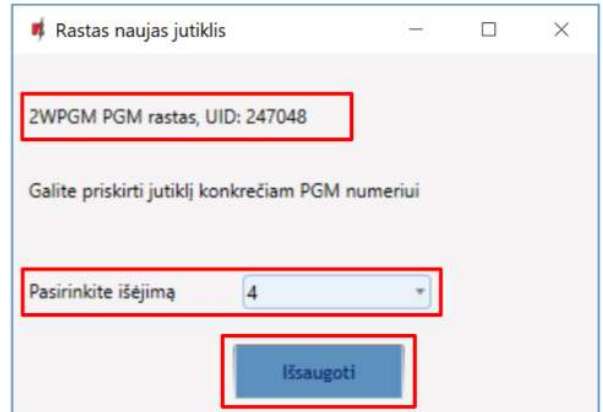 Rastas naujas jutiklis
2WPGM PGM rastas, UID: 247048
Galite priskirti jutiklį konkrečiam PGM numeriui
Pasirinkite išėjimą 4
Išsaugoti